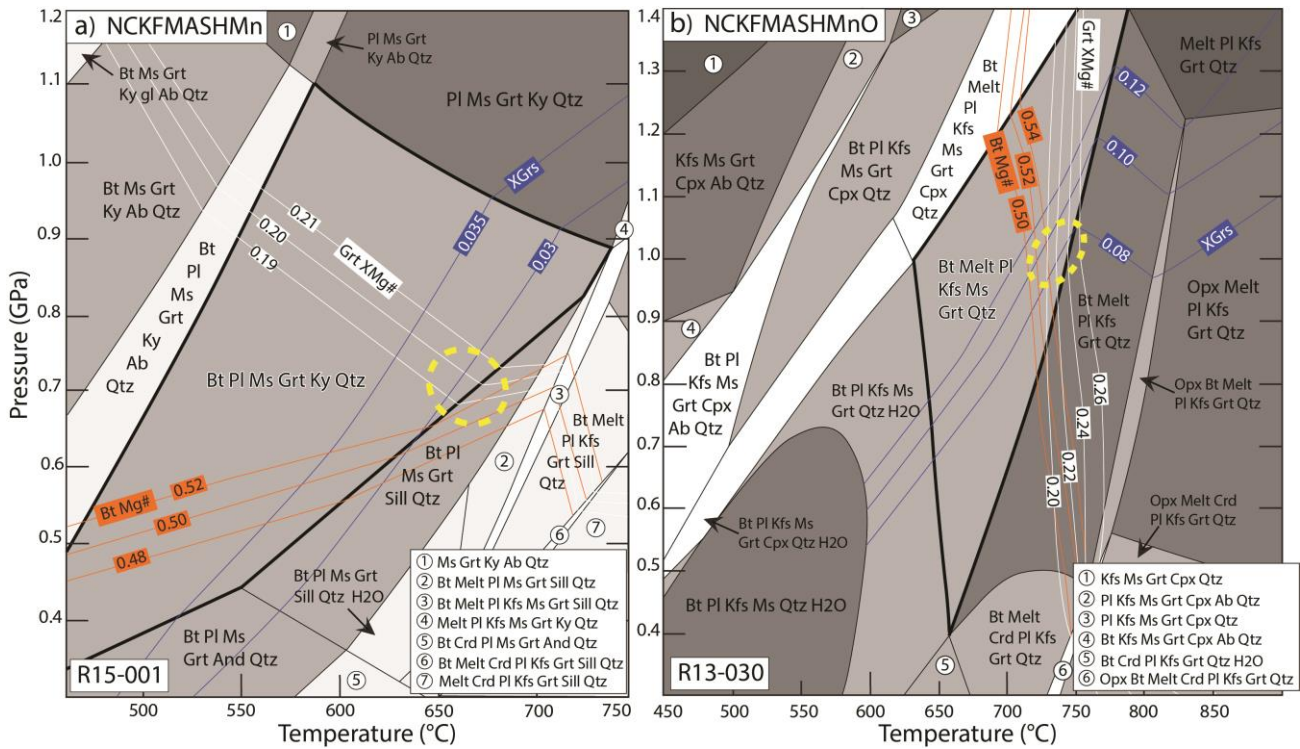 a) NCKFMASHMn
①
Pl Ms Grt
Ky Ab Qtz
Bt Ms Grt
Ky gl Ab Qtz
Pl Ms Grt Ky Qtz
Bt Ms Grt
Ky Ab Qtz
XGrs
0.035
0.03
④
0.21
0.20
0.19
Grt XMg#
Bt
Pl
Ms
Grt
Ky
Ab
Qtz
Bt Pl Ms Grt Ky Qtz
③
Bt Melt
Pl Kfs
Grt Sill
Qtz
Bt Pl
Ms Grt
Sill Qtz
②
Bt Mg#
0.52
0.50
0.48
⑥
⑦
Bt Pl Ms Grt
Sill Qtz H2O
Bt Pl Ms
Grt And Qtz
⑤
① Ms Grt Ky Ab Qtz
② Bt Melt Pl Ms Grt Sill Qtz
③ Bt Melt Pl Kfs Ms Grt Sill Qtz
④ Melt Pl Kfs Ms Grt Ky Qtz
⑤ Bt Crd Pl Ms Grt And Qtz
⑥ Bt Melt Crd Pl Kfs Grt Sill Qtz
⑦ Melt Crd Pl Kfs Grt Sill Qtz
R15-001
1.2
1.1
1.0
0.9
0.8
0.7
0.6
0.5
0.4
Pressure (GPa)
500
550
600
650
700
750
Temperature (°C)
b) NCKFMASHMnO
①
②
③
Grt XMg#
Melt Pl Kfs
Grt Qtz
0.12
0.10
0.08
XGrs
Bt
Melt
Pl
Kfs
Ms
Grt
Cpx
Qtz
0.54
0.52
0.50
Bt Mg#
Kfs Ms Grt
Cpx Ab Qtz
Bt Pl Kfs
Ms Grt
Cpx Qtz
④
Bt Melt Pl
Kfs Ms
Grt Qtz
Bt Melt
Pl Kfs
Grt Qtz
Opx Melt
Pl Kfs
Grt Qtz
Bt Pl
Kfs Ms
Grt Cpx
Ab Qtz
Bt Pl Kfs Ms
Grt Qtz H2O
Opx Bt Melt
Pl Kfs Grt Qtz
0.26
0.24
0.22
0.20
Bt Pl Kfs Ms
Grt Cpx Qtz H2O
Opx Melt Crd
Pl Kfs Grt Qtz
Bt Pl Kfs Ms Qtz H2O
Bt Melt
Crd Pl Kfs
Grt Qtz
⑤
⑥
① Kfs Ms Grt Cpx Qtz
② Pl Kfs Ms Grt Cpx Ab Qtz
③ Pl Kfs Ms Grt Cpx Qtz
④ Bt Kfs Ms Grt Cpx Ab Qtz
⑤ Bt Crd Pl Kfs Grt Qtz H2O
⑥ Opx Bt Melt Crd Pl Kfs Grt Qtz
R13-030
1.4
1.3
1.2
1.1
1.0
0.9
0.8
0.7
0.6
0.5
0.4
450
500
550
600
650
700
750
800
850
Temperature (°C)